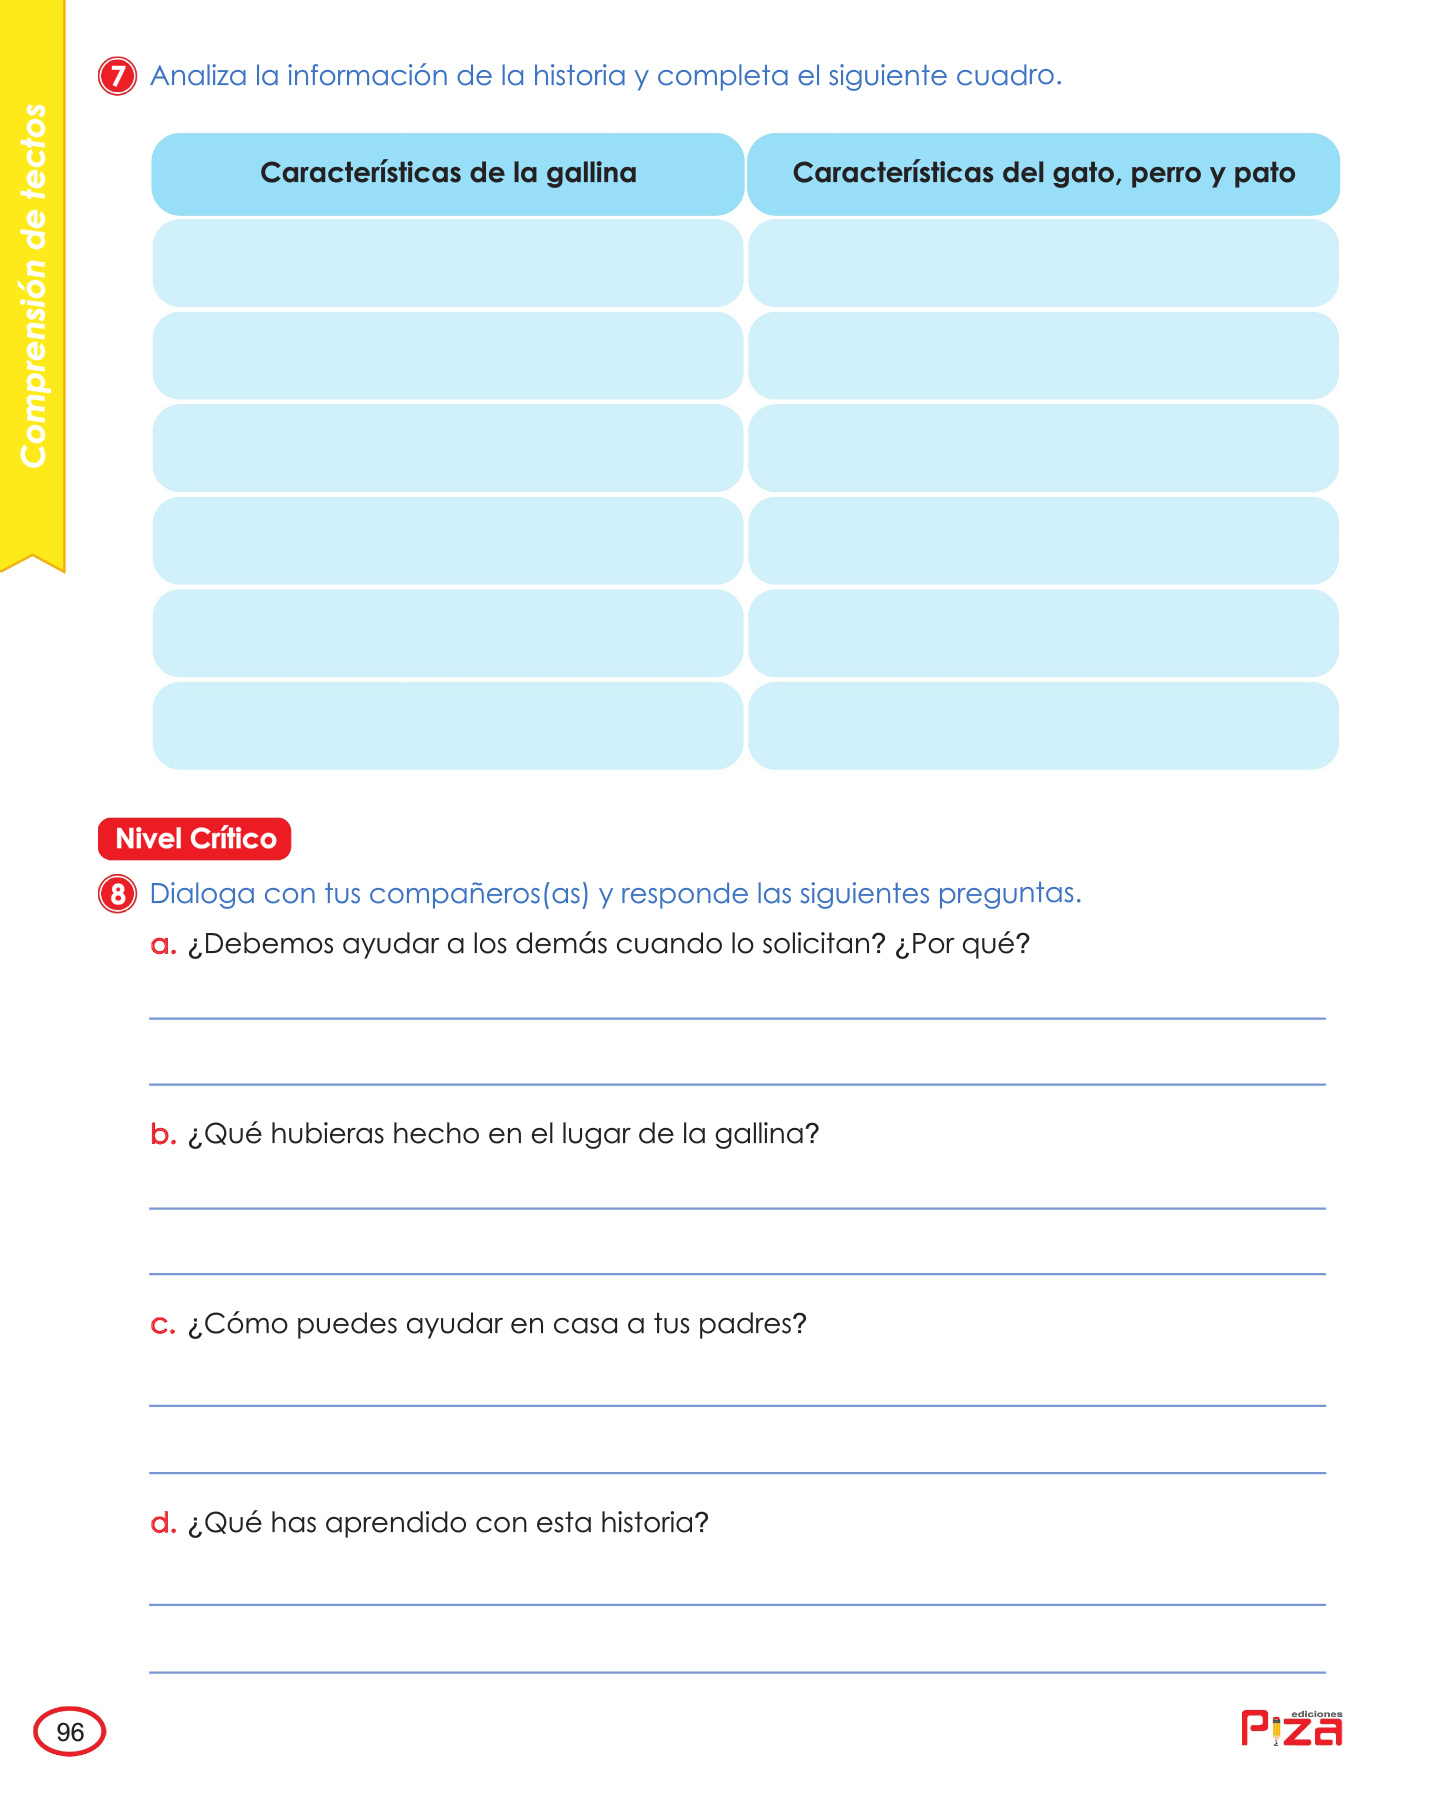 Comprensión de tectos
7 Analiza la información de la historia y completa el siguiente cuadro.
Características de la gallina
Características del gato, perro y pato
Nivel Crítico
8 Dialoga con tus compañeros(as) y responde las siguientes preguntas.
a. ¿Debemos ayudar a los demás cuando lo solicitan? ¿Por qué?
b. ¿Qué hubieras hecho en el lugar de la gallina?
c. ¿Cómo puedes ayudar en casa a tus padres?
d. ¿Qué has aprendido con esta historia?
96
ediciones
Piza